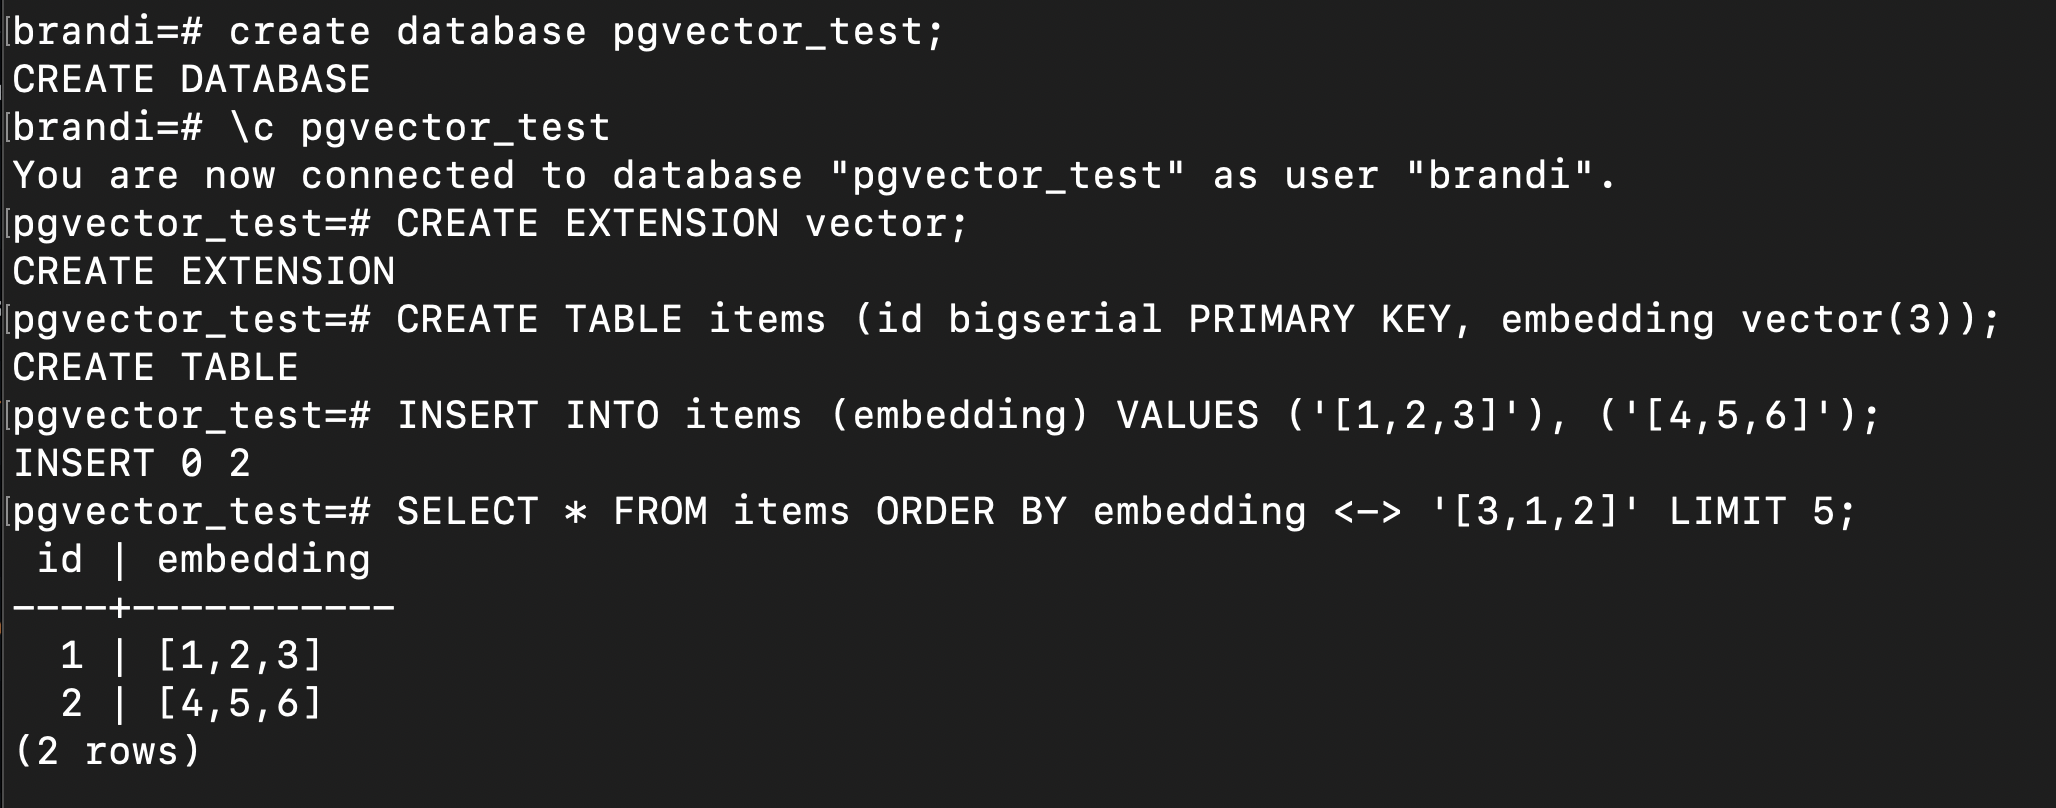 brandi=# create database pgvector_test;
CREATE DATABASE
brandi=# \c pgvector_test
You are now connected to database "pgvector_test" as user "brandi".
pgvector_test=# CREATE EXTENSION vector;
CREATE EXTENSION
pgvector_test=# CREATE TABLE items (id bigserial PRIMARY KEY, embedding vector(3));
CREATE TABLE
pgvector_test=# INSERT INTO items (embedding) VALUES ('[1,2,3]'), ('[4,5,6]');
INSERT 0 2
pgvector_test=# SELECT * FROM items ORDER BY embedding <-> '[3,1,2]' LIMIT 5;
 id | embedding
----+-----------
  1 | [1,2,3]
  2 | [4,5,6]
(2 rows)